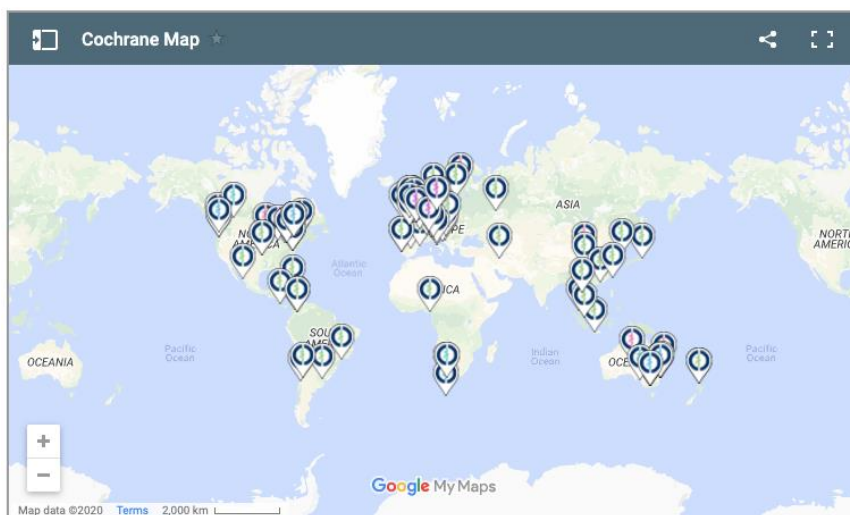 Cochrane Map
ASIA
Atlantic
Ocean
NORTH
AMERICA
Pacific
Ocean
Indian
Ocean
Pacific
Ocean
OCEANIA
+
−
Google My Maps
Map data ©2020 Terms 2,000 km